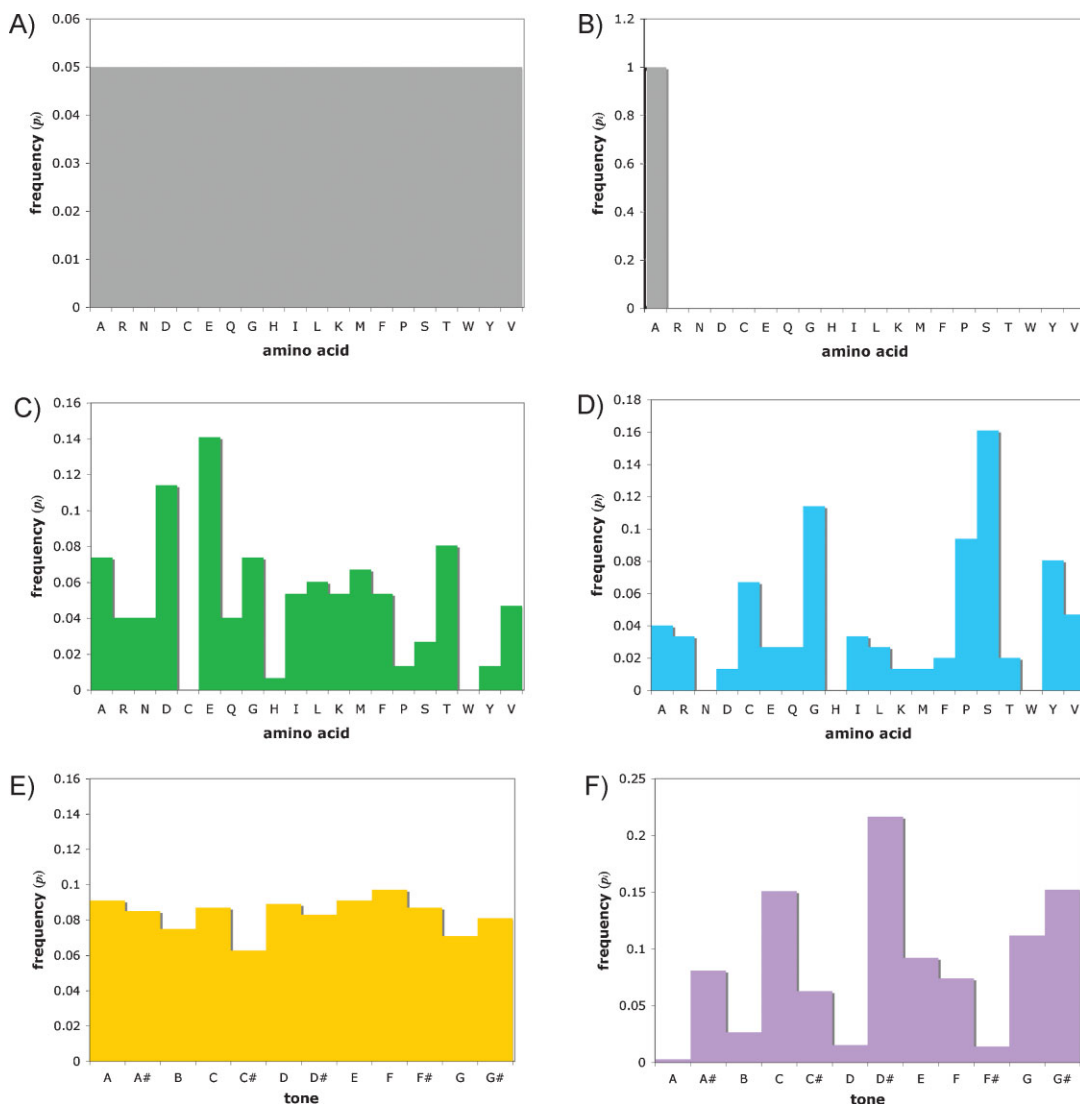 A)
0.06
0.05
0.04
0.03
0.02
0.01
0
frequency (pi)
A R N D C E Q G H I L K M F P S T W Y V
amino acid
B)
1.2
1
0.8
0.6
0.4
0.2
0
frequency (pi)
A R N D C E Q G H I L K M F P S T W Y V
amino acid
C)
0.16
0.14
0.12
0.1
0.08
0.06
0.04
0.02
0
frequency (pi)
A R N D C E Q G H I L K M F P S T W Y V
amino acid
D)
0.18
0.16
0.14
0.12
0.1
0.08
0.06
0.04
0.02
0
frequency (pi)
A R N D C E Q G H I L K M F P S T W Y V
amino acid
E)
0.16
0.14
0.12
0.1
0.08
0.06
0.04
0.02
0
frequency (pi)
A A# B C C# D D# E F F# G G#
tone
F)
0.25
0.2
0.15
0.1
0.05
0
frequency (pi)
A A# B C C# D D# E F F# G G#
tone